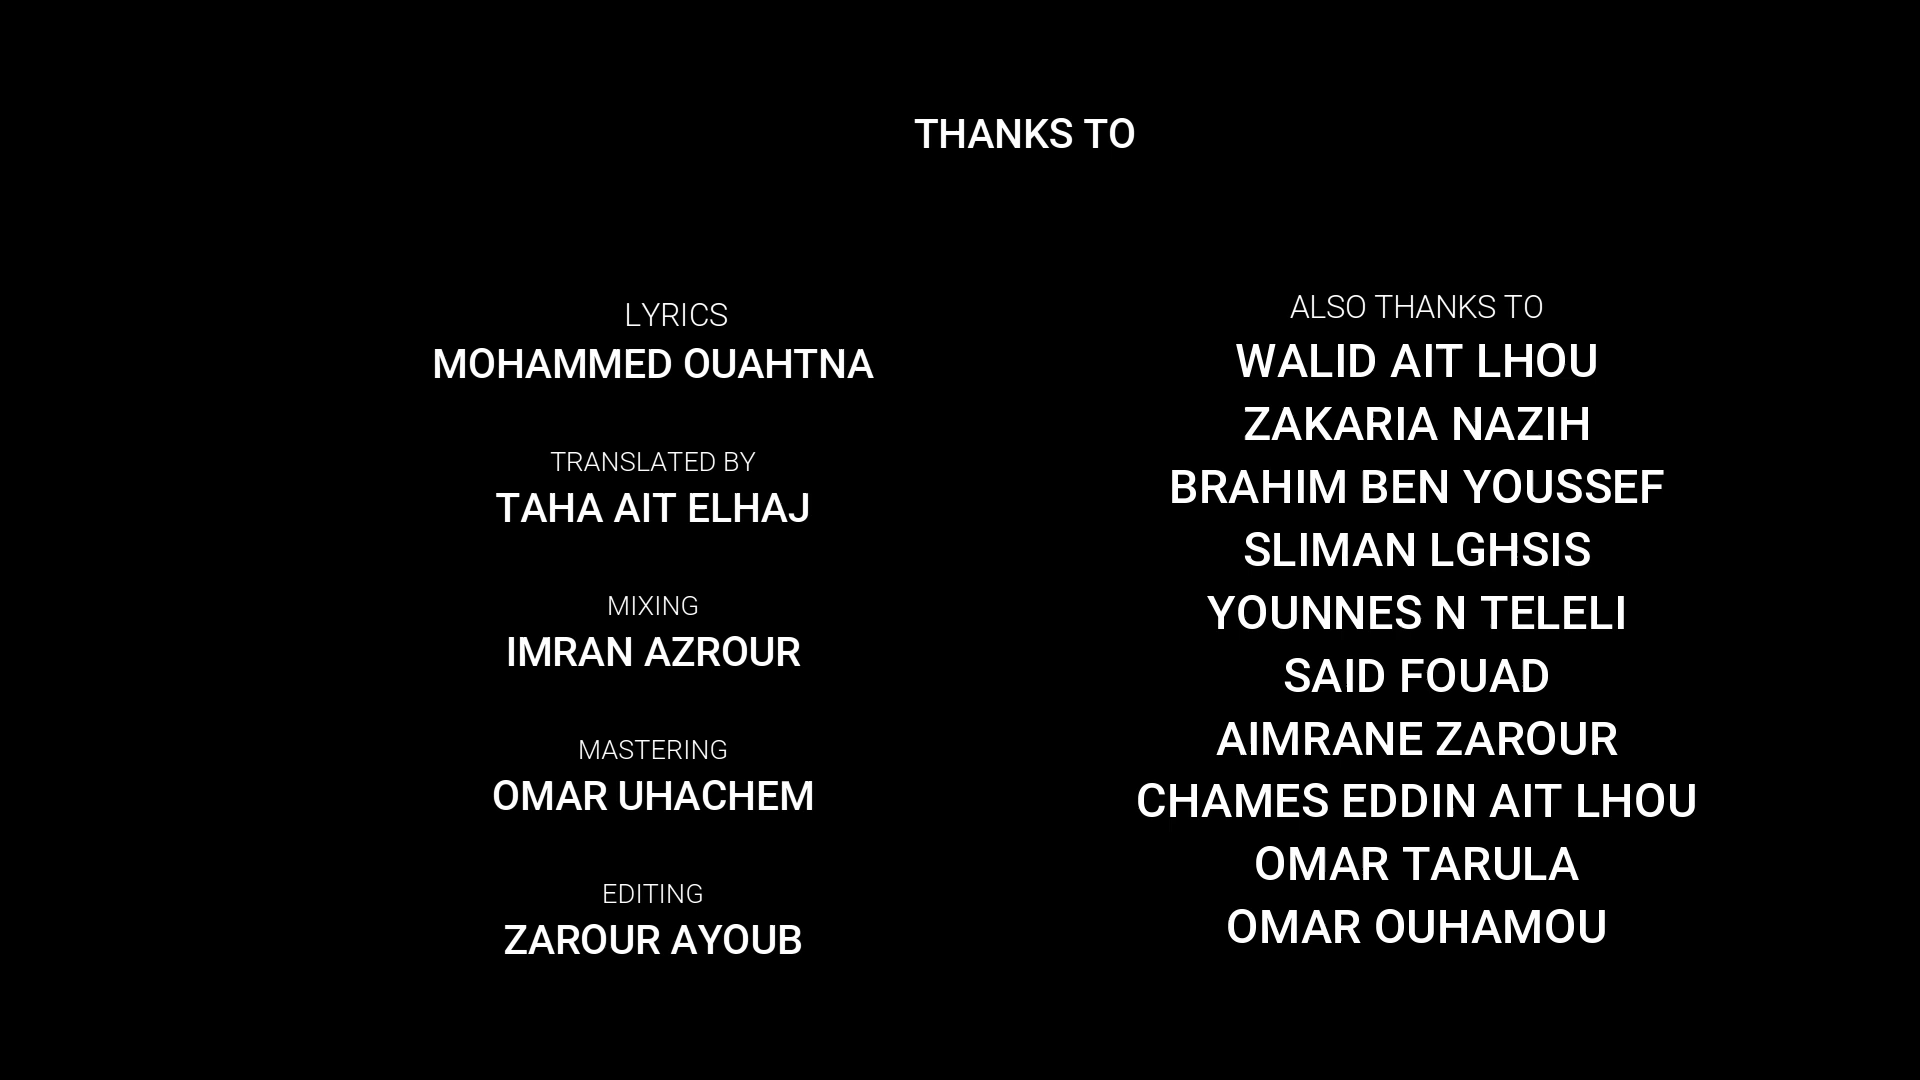 THANKS TO
LYRICS
MOHAMMED OUAHTNA
TRANSLATED BY
TAHA AIT ELHAJ
MIXING
IMRAN AZROUR
MASTERING
OMAR UHACHEM
EDITING
ZAROUR AYOUB
ALSO THANKS TO
WALID AIT LHOU
ZAKARIA NAZIH
BRAHIM BEN YOUSSEF
SLIMAN LGHSIS
YOUNNES N TELELI
SAID FOUAD
AIMRANE ZAROUR
CHAMES EDDIN AIT LHOU
OMAR TARULA
OMAR OUHAMOU